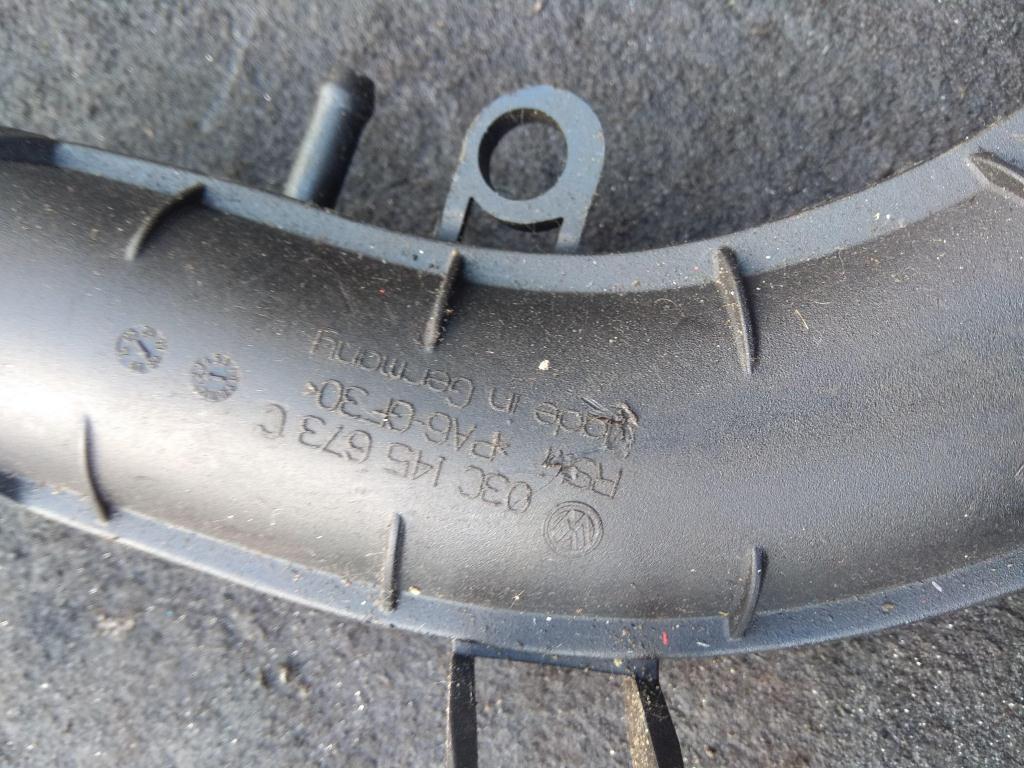 03C 145 673 C
>PA6-GF30<
Made in Germany